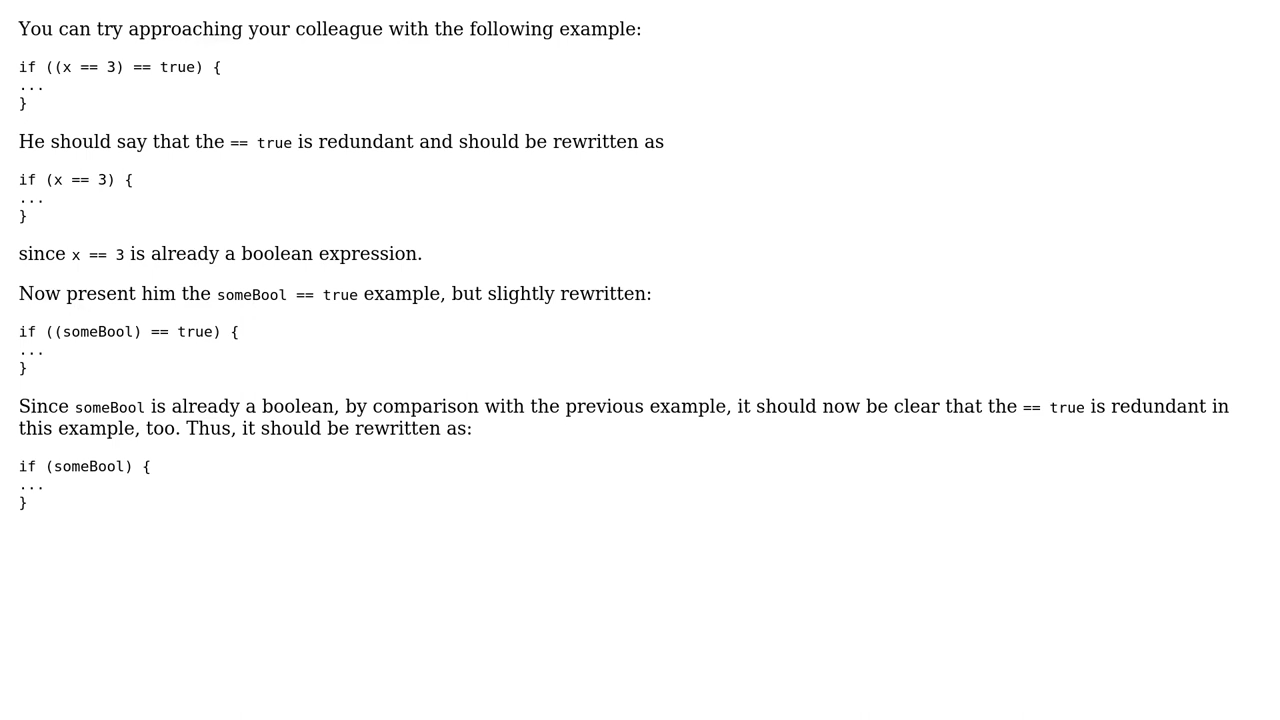 You can try approaching your colleague with the following example:
if ((x == 3) == true) {
...
}
He should say that the == true is redundant and should be rewritten as
if (x == 3) {
...
}
since x == 3 is already a boolean expression.
Now present him the someBool == true example, but slightly rewritten:
if ((someBool) == true) {
...
}
Since someBool is already a boolean, by comparison with the previous example, it should now be clear that the == true is redundant in
this example, too. Thus, it should be rewritten as:
if (someBool) {
...
}